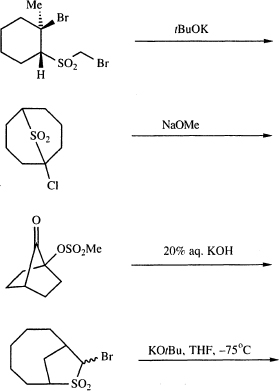 Me
Br
SO2
Br
H
tBuOK
SO2
Cl
NaOMe
O
OSO2Me
20% aq. KOH
Br
SO2
KOtBu, THF, –75°C